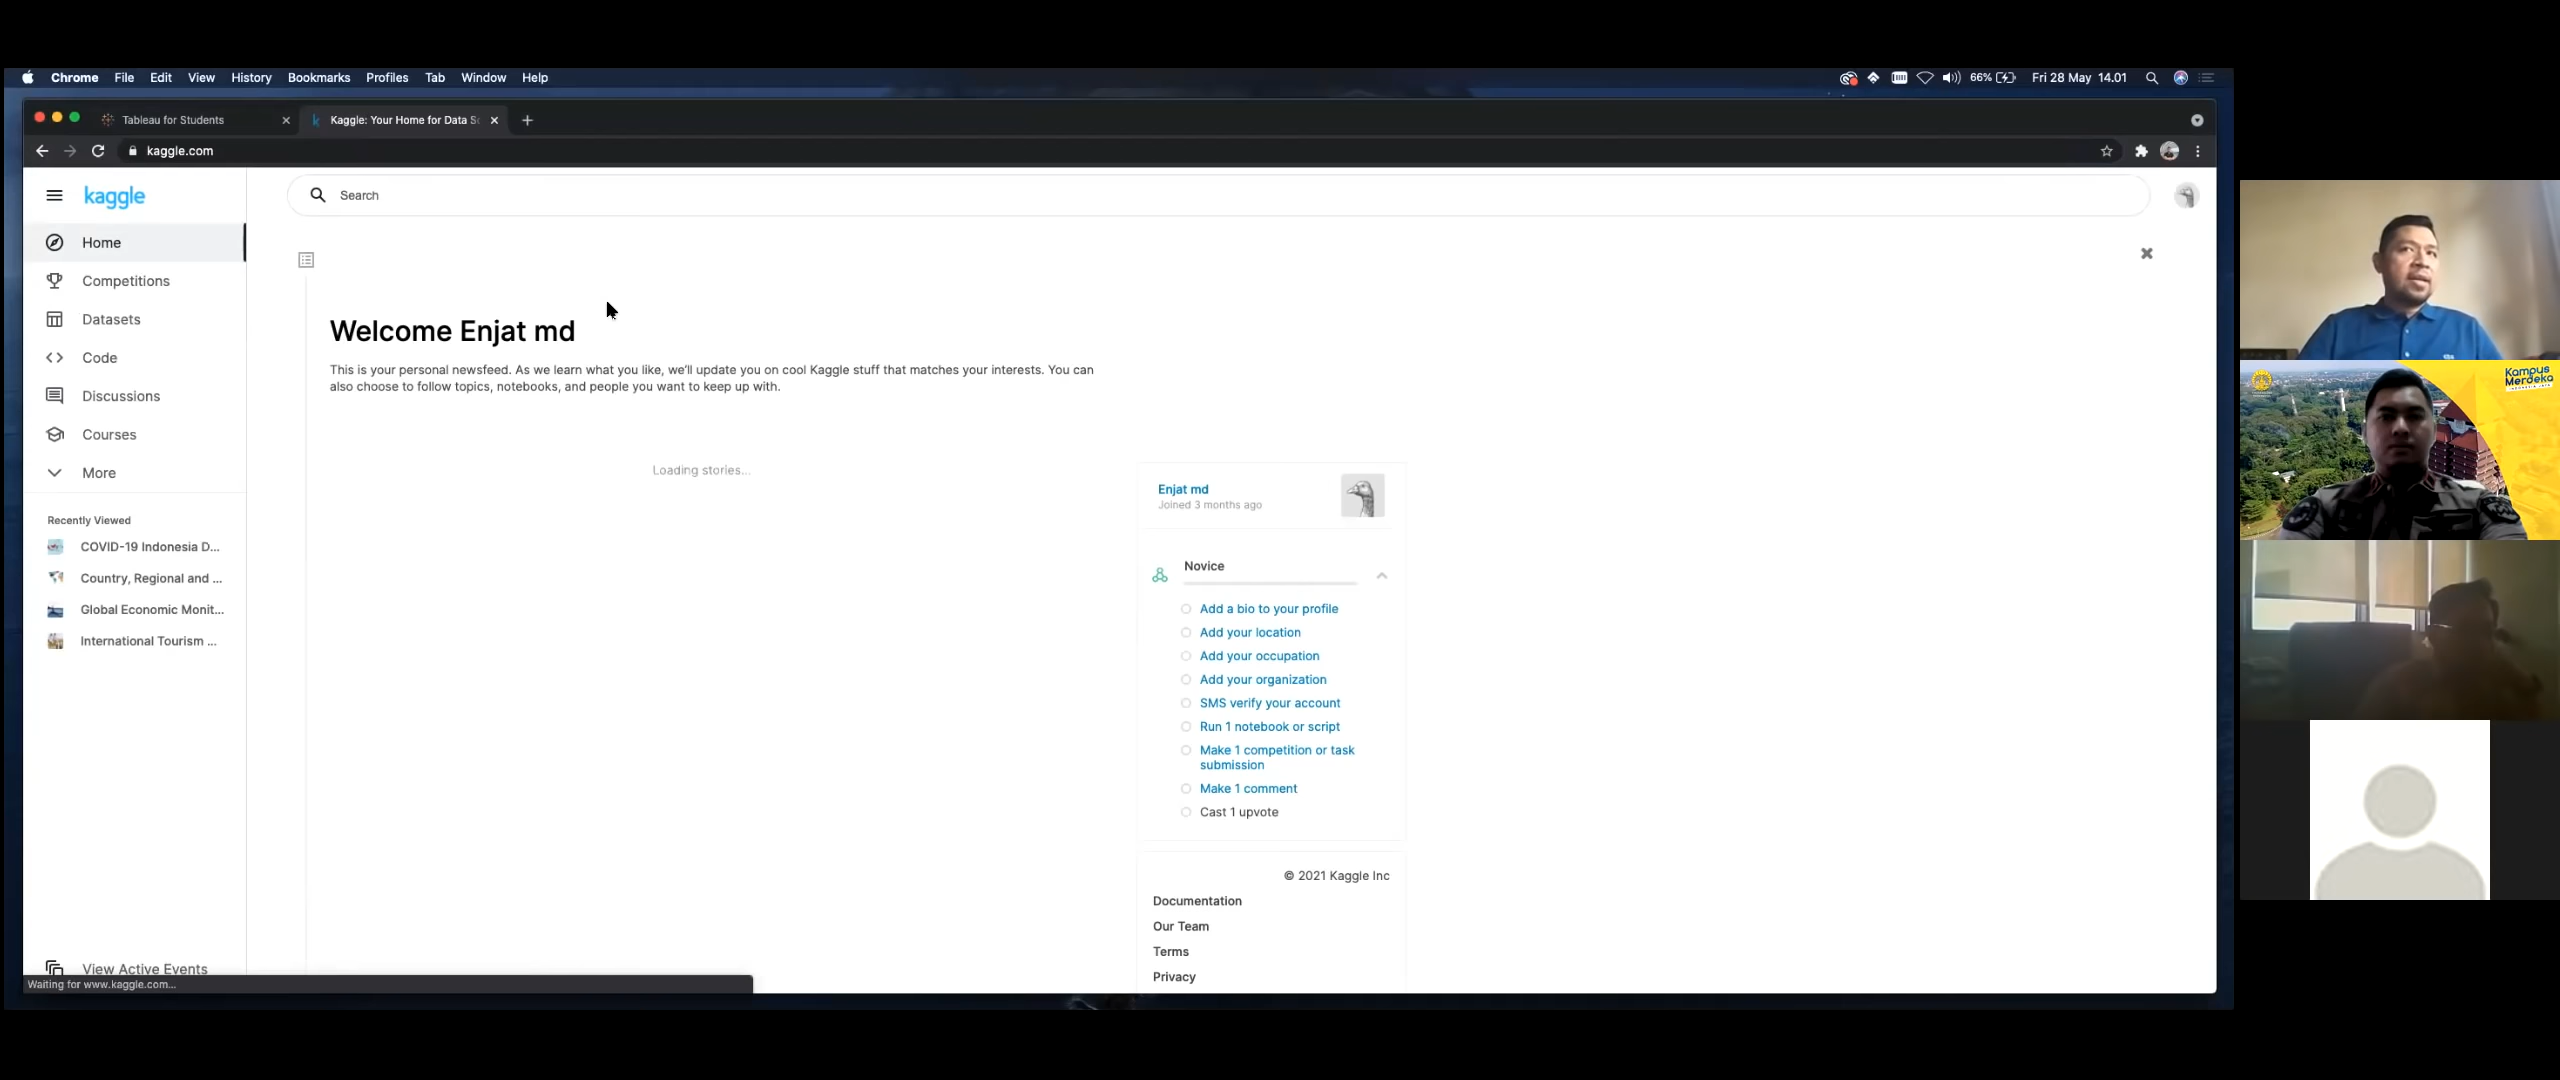 Chrome File Edit View History Bookmarks Profiles Tab Window Help
66% Fri 28 May 14.01
Tableau for Students
Kaggle: Your Home for Data Sc
kaggle.com
kaggle
Search
Home
Competitions
Datasets
Code
Discussions
Courses
More
Recently Viewed
COVID-19 Indonesia D...
Country, Regional and ...
Global Economic Monit...
International Tourism ...
View Active Events
Waiting for www.kaggle.com...
Welcome Enjat md
This is your personal newsfeed. As we learn what you like, we'll update you on cool Kaggle stuff that matches your interests. You can
also choose to follow topics, notebooks, and people you want to keep up with.
Loading stories...
Enjat md
Joined 3 months ago
Novice
Add a bio to your profile
Add your location
Add your occupation
Add your organization
SMS verify your account
Run 1 notebook or script
Make 1 competition or task
submission
Make 1 comment
Cast 1 upvote
© 2021 Kaggle Inc
Documentation
Our Team
Terms
Privacy
Kampus
Merdeka